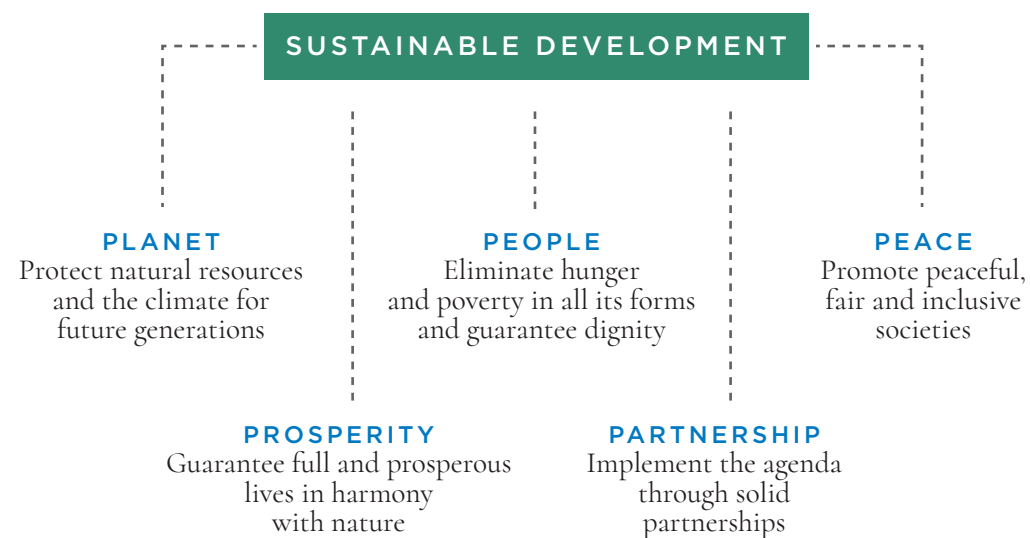 SUSTAINABLE DEVELOPMENT
PLANET
Protect natural resources
and the climate for
future generations
PEOPLE
Eliminate hunger
and poverty in all its forms
and guarantee dignity
PEACE
Promote peaceful,
fair and inclusive
societies
PROSPERITY
Guarantee full and prosperous
lives in harmony
with nature
PARTNERSHIP
Implement the agenda
through solid
partnerships